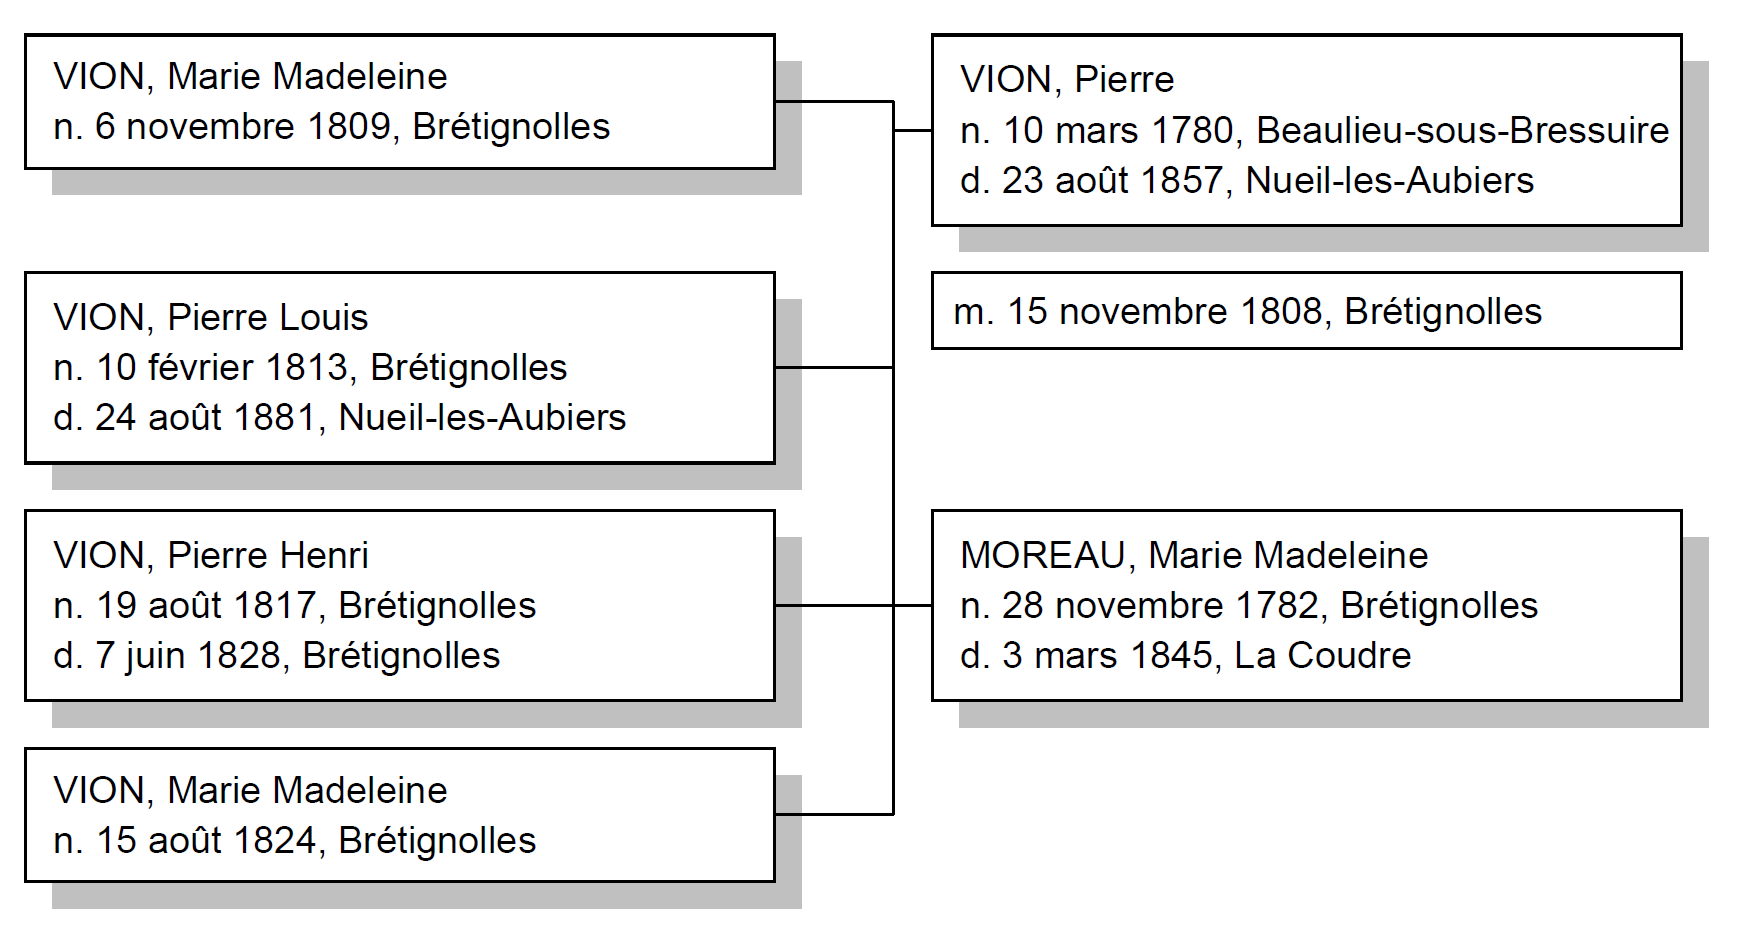 VION, Marie Madeleine
n. 6 novembre 1809, Brétignolles
VION, Pierre Louis
n. 10 février 1813, Brétignolles
d. 24 août 1881, Nueil-les-Aubiers
VION, Pierre Henri
n. 19 août 1817, Brétignolles
d. 7 juin 1828, Brétignolles
VION, Marie Madeleine
n. 15 août 1824, Brétignolles
VION, Pierre
n. 10 mars 1780, Beaulieu-sous-Bressuire
d. 23 août 1857, Nueil-les-Aubiers
m. 15 novembre 1808, Brétignolles
MOREAU, Marie Madeleine
n. 28 novembre 1782, Brétignolles
d. 3 mars 1845, La Coudre